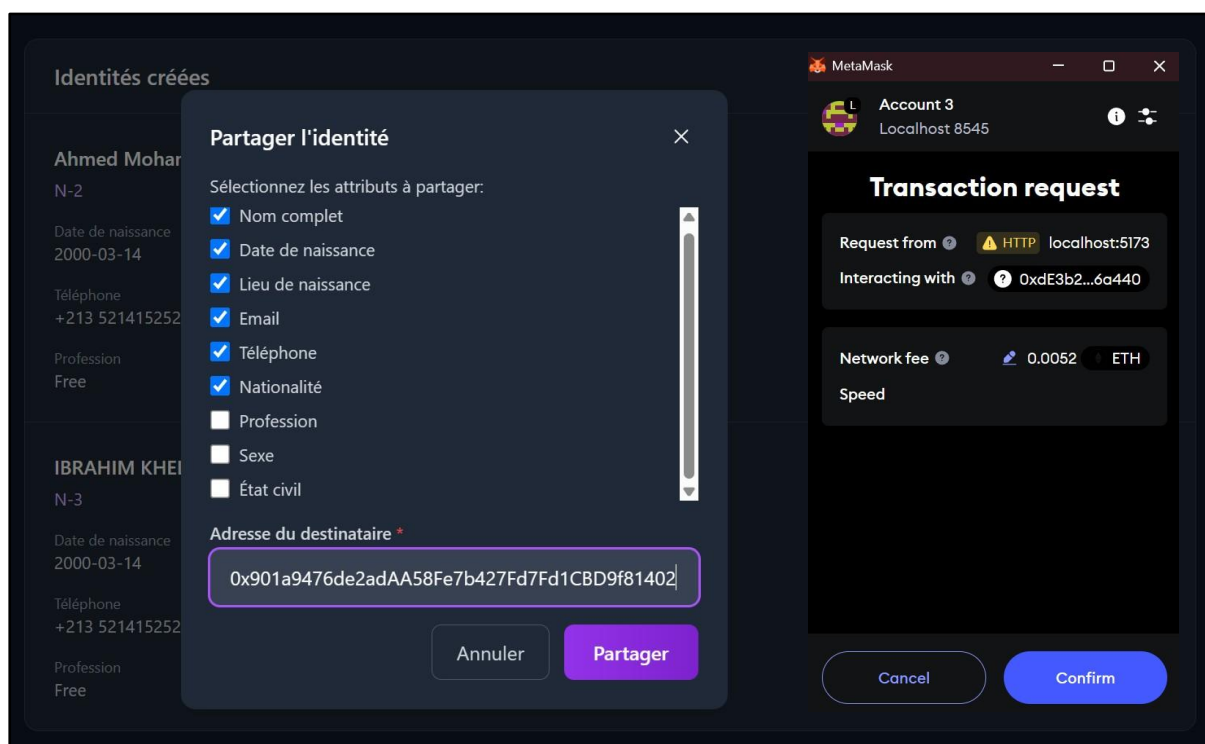 Identités créées
Ahmed Mohar
N-2
Date de naissance
2000-03-14
Téléphone
+213 521415252
Profession
Free
IBRAHIM KHEL
N-3
Date de naissance
2000-03-14
Téléphone
+213 521415252
Profession
Free
Partager l'identité
Sélectionnez les attributs à partager:
Nom complet
Date de naissance
Lieu de naissance
Email
Téléphone
Nationalité
Profession
Sexe
État civil
Adresse du destinataire *
0x901a9476de2adAA58Fe7b427Fd7Fd1CBD9f81402
Annuler Partager
MetaMask
L
Account 3
Localhost 8545
Transaction request
Request from HTTP localhost:5173
Interacting with 0xdE3b2...6a440
Network fee 0.0052 ETH
Speed
Cancel Confirm